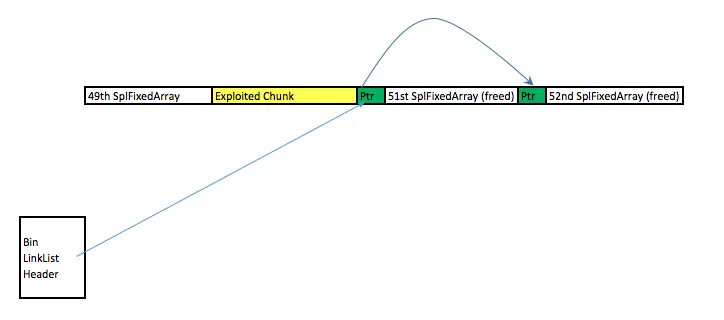 49th SplFixedArray Exploited Chunk Ptr 51st SplFixedArray (freed) Ptr 52nd SplFixedArray (freed)
Bin
LinkList
Header